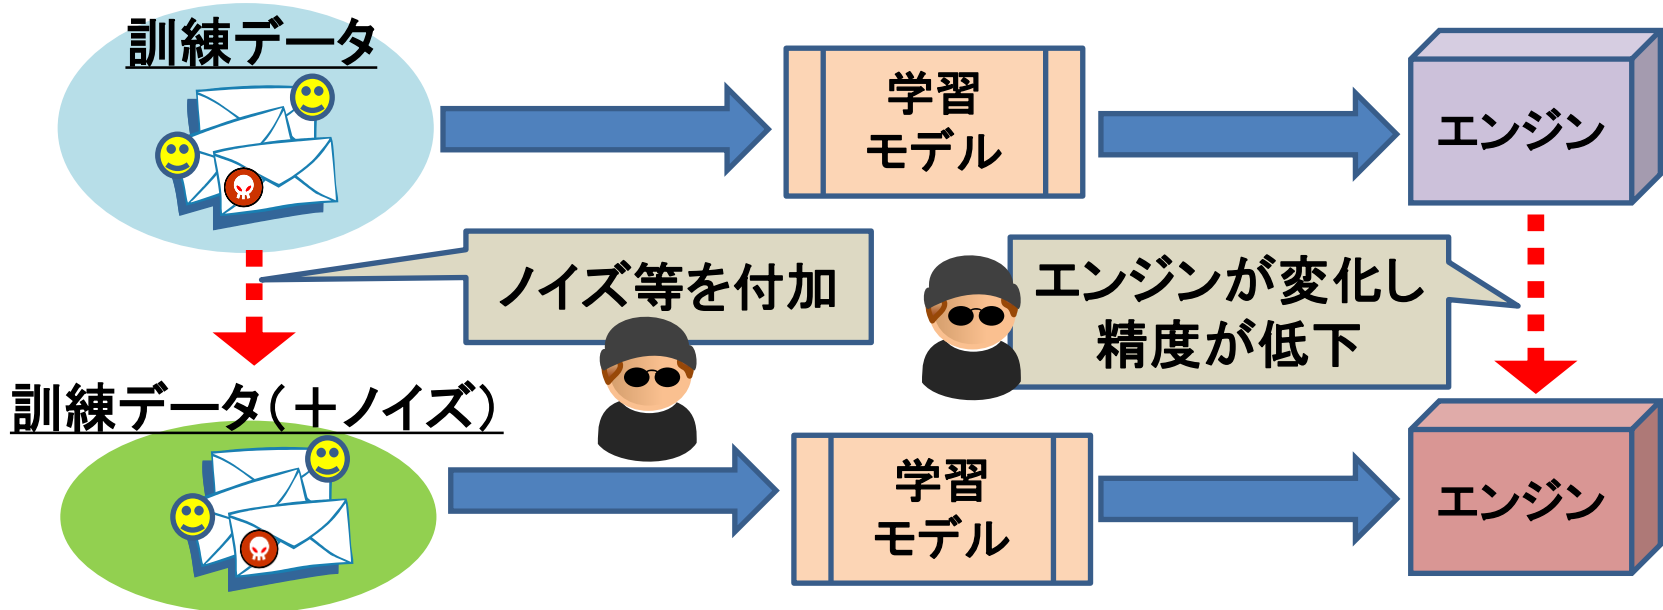 訓練データ
学習
モデル
エンジン
ノイズ等を付加
エンジンが変化し
精度が低下
訓練データ(+ノイズ)
学習
モデル
エンジン